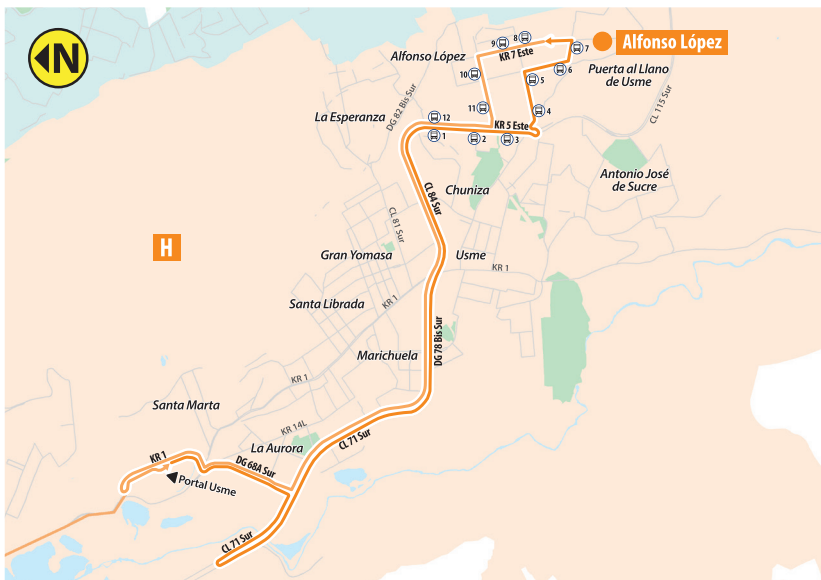 N
8
9
7
Alfonso López
Alfonso López
KR 7 Este
10
6
5
Puerta al Llano
de Usme
DG 82 Bis Sur
CL 115 Sur
La Esperanza
11
4
12
KR 5 Este
1
2
3
Antonio José
de Sucre
Chuniza
CL 84 Sur
CL 81 Sur
H
Gran Yomasa
Usme
KR 1
Santa Librada
KR 1
DG 78 Bis Sur
Marichuela
KR 1
Santa Marta
KR 14L
CL 71 Sur
La Aurora
KR 1
DG 68A Sur
Portal Usme
CL 71 Sur